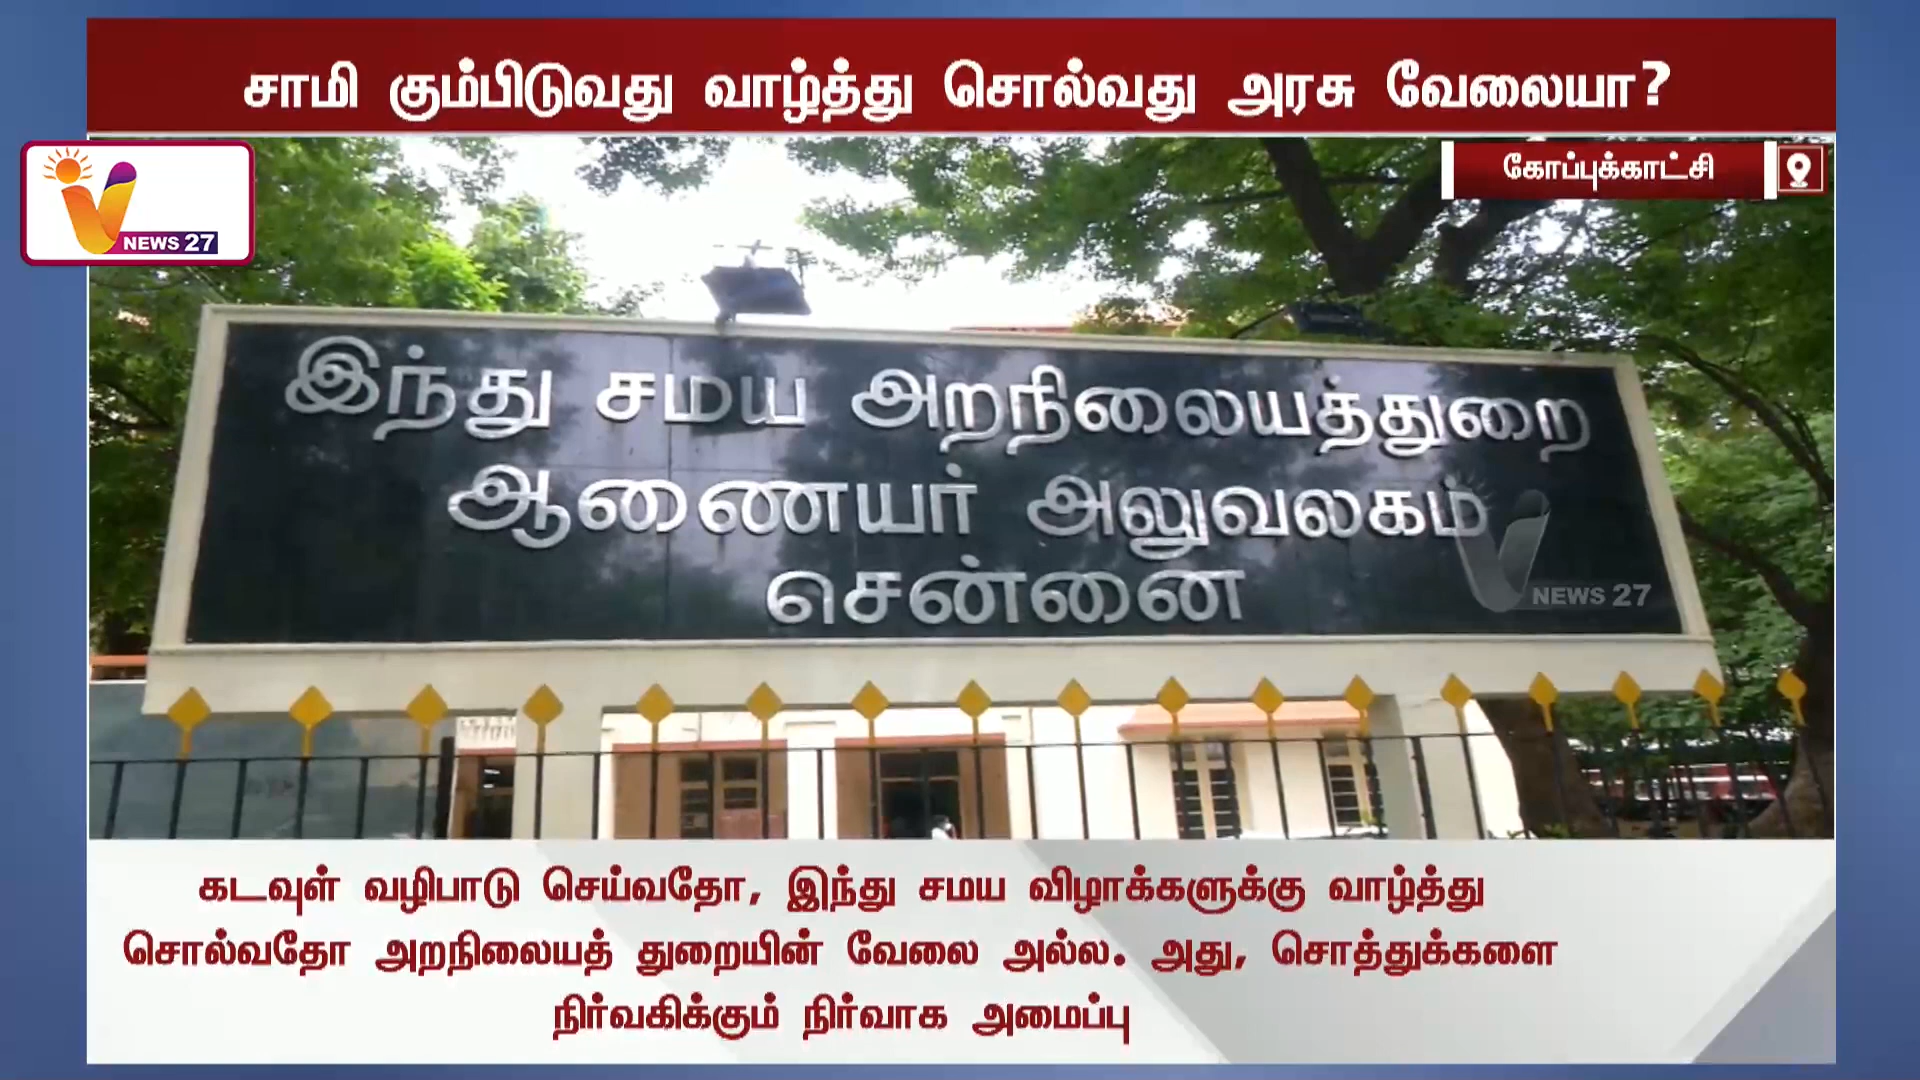 சாமி கும்பிடுவது வாழ்த்து சொல்வது அரசு வேலையா?
கோப்புக்காட்சி
NEWS 27
இந்து சமய அறநிலையத்துறை
ஆணையர் அலுவலகம்
சென்னை
NEWS 27
கடவுள் வழிபாடு செய்வதோ, இந்து சமய விழாக்களுக்கு வாழ்த்து
சொல்வதோ அறநிலையத் துறையின் வேலை அல்ல. அது, சொத்துக்களை
நிர்வகிக்கும் நிர்வாக அமைப்பு